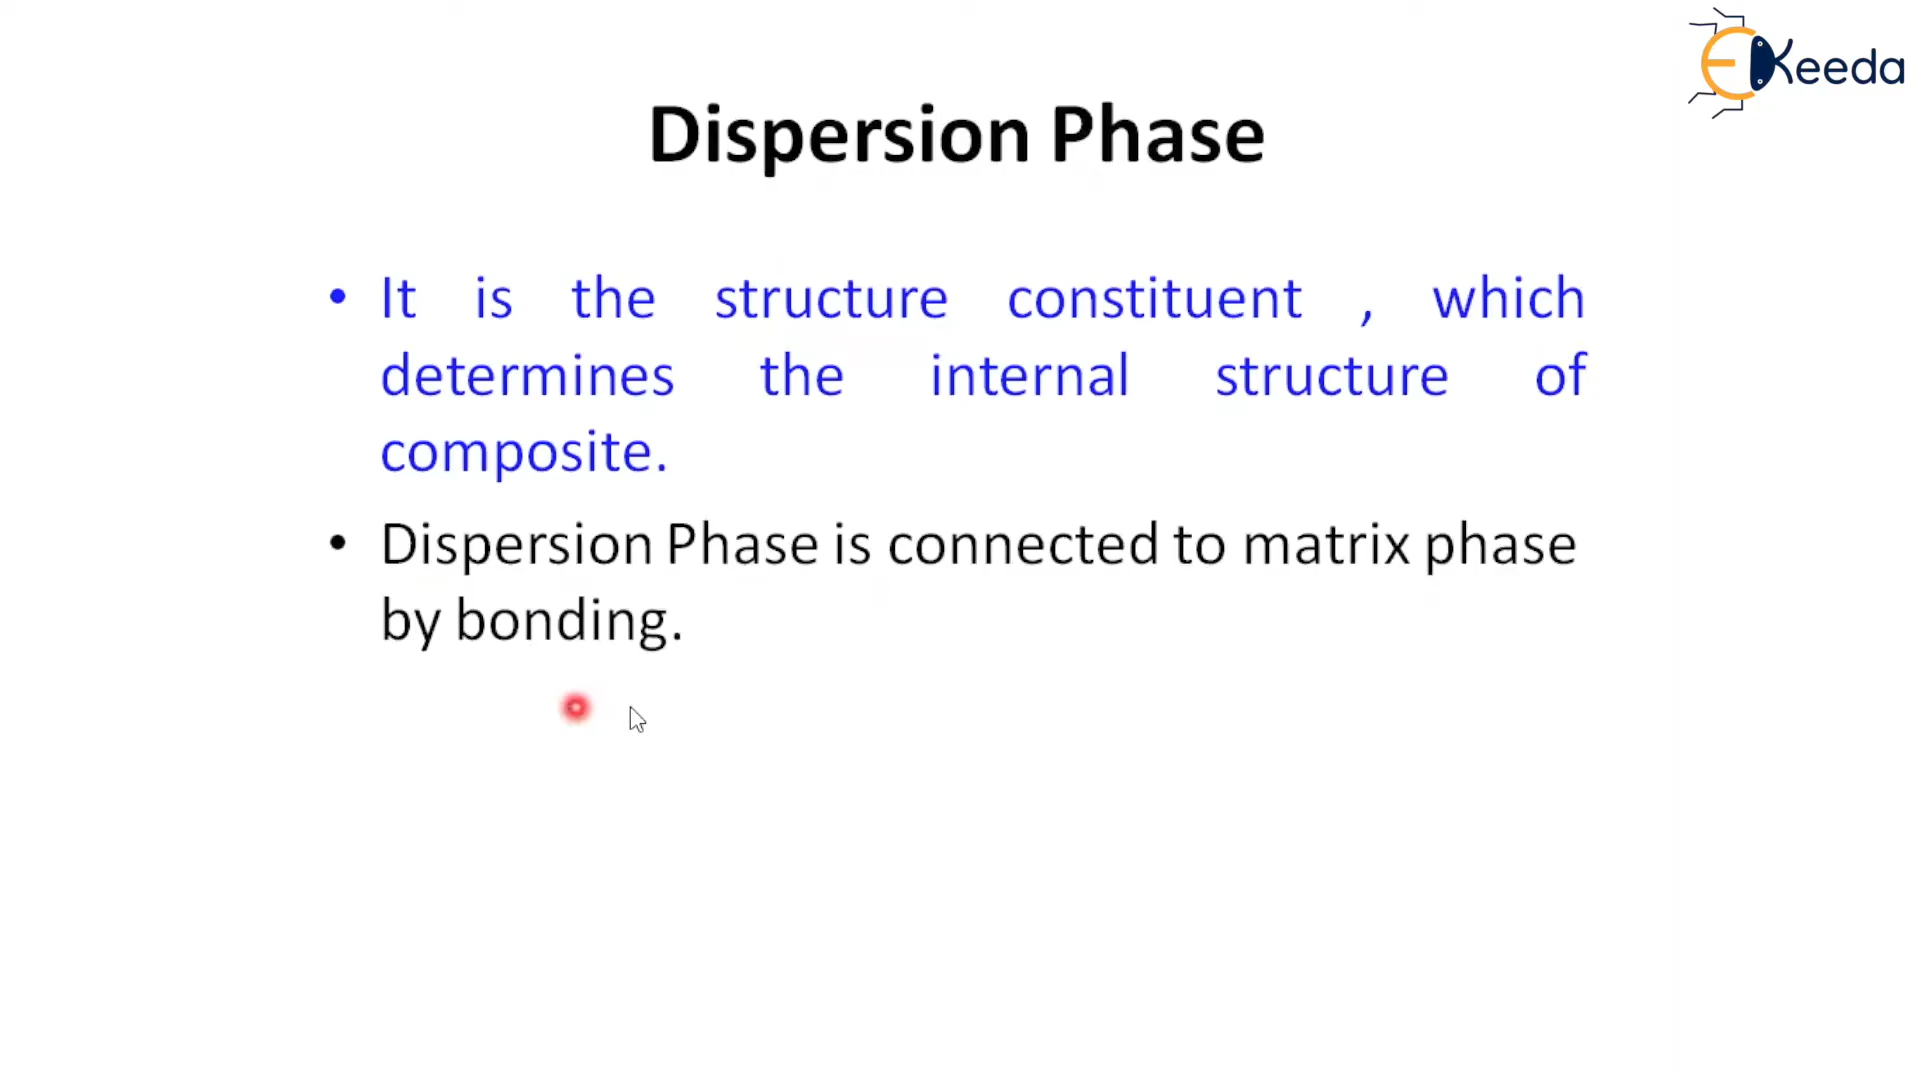 EKeeda
Dispersion Phase
• It is the structure constituent , which
determines the internal structure of
composite.
• Dispersion Phase is connected to matrix phase
by bonding.